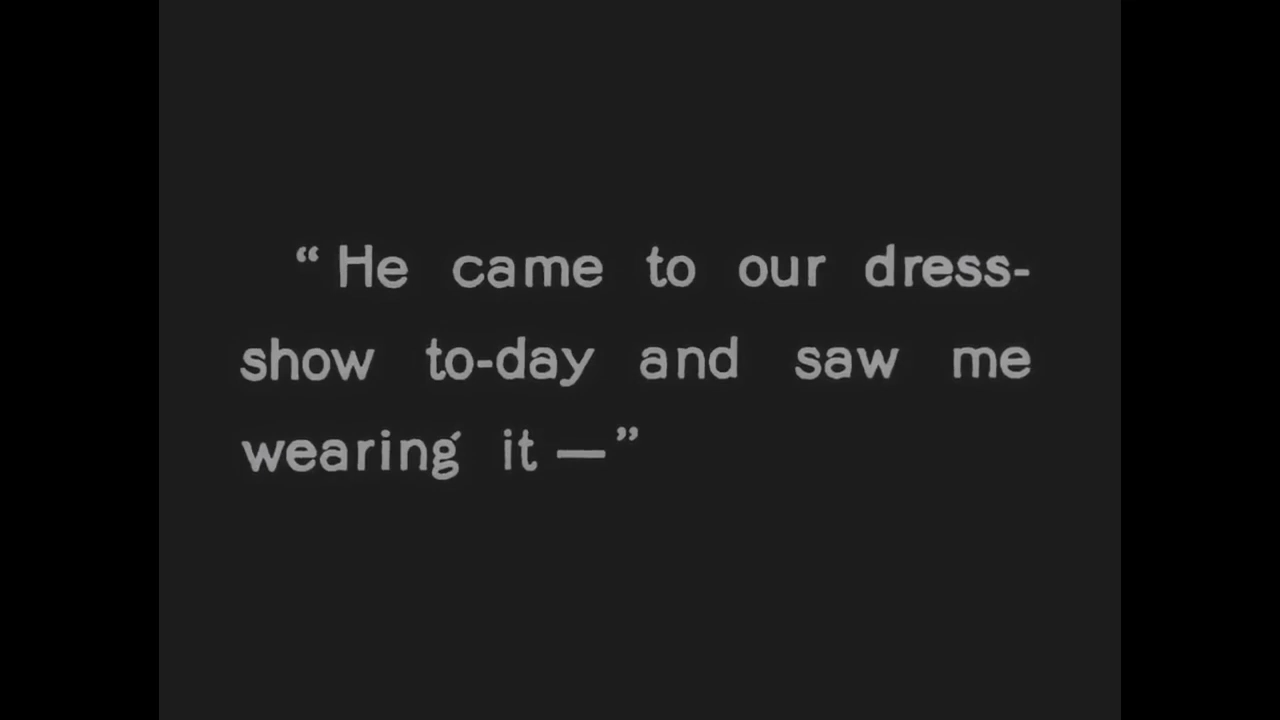 “ He came to our dress-
show to-day and saw me
wearing it —”